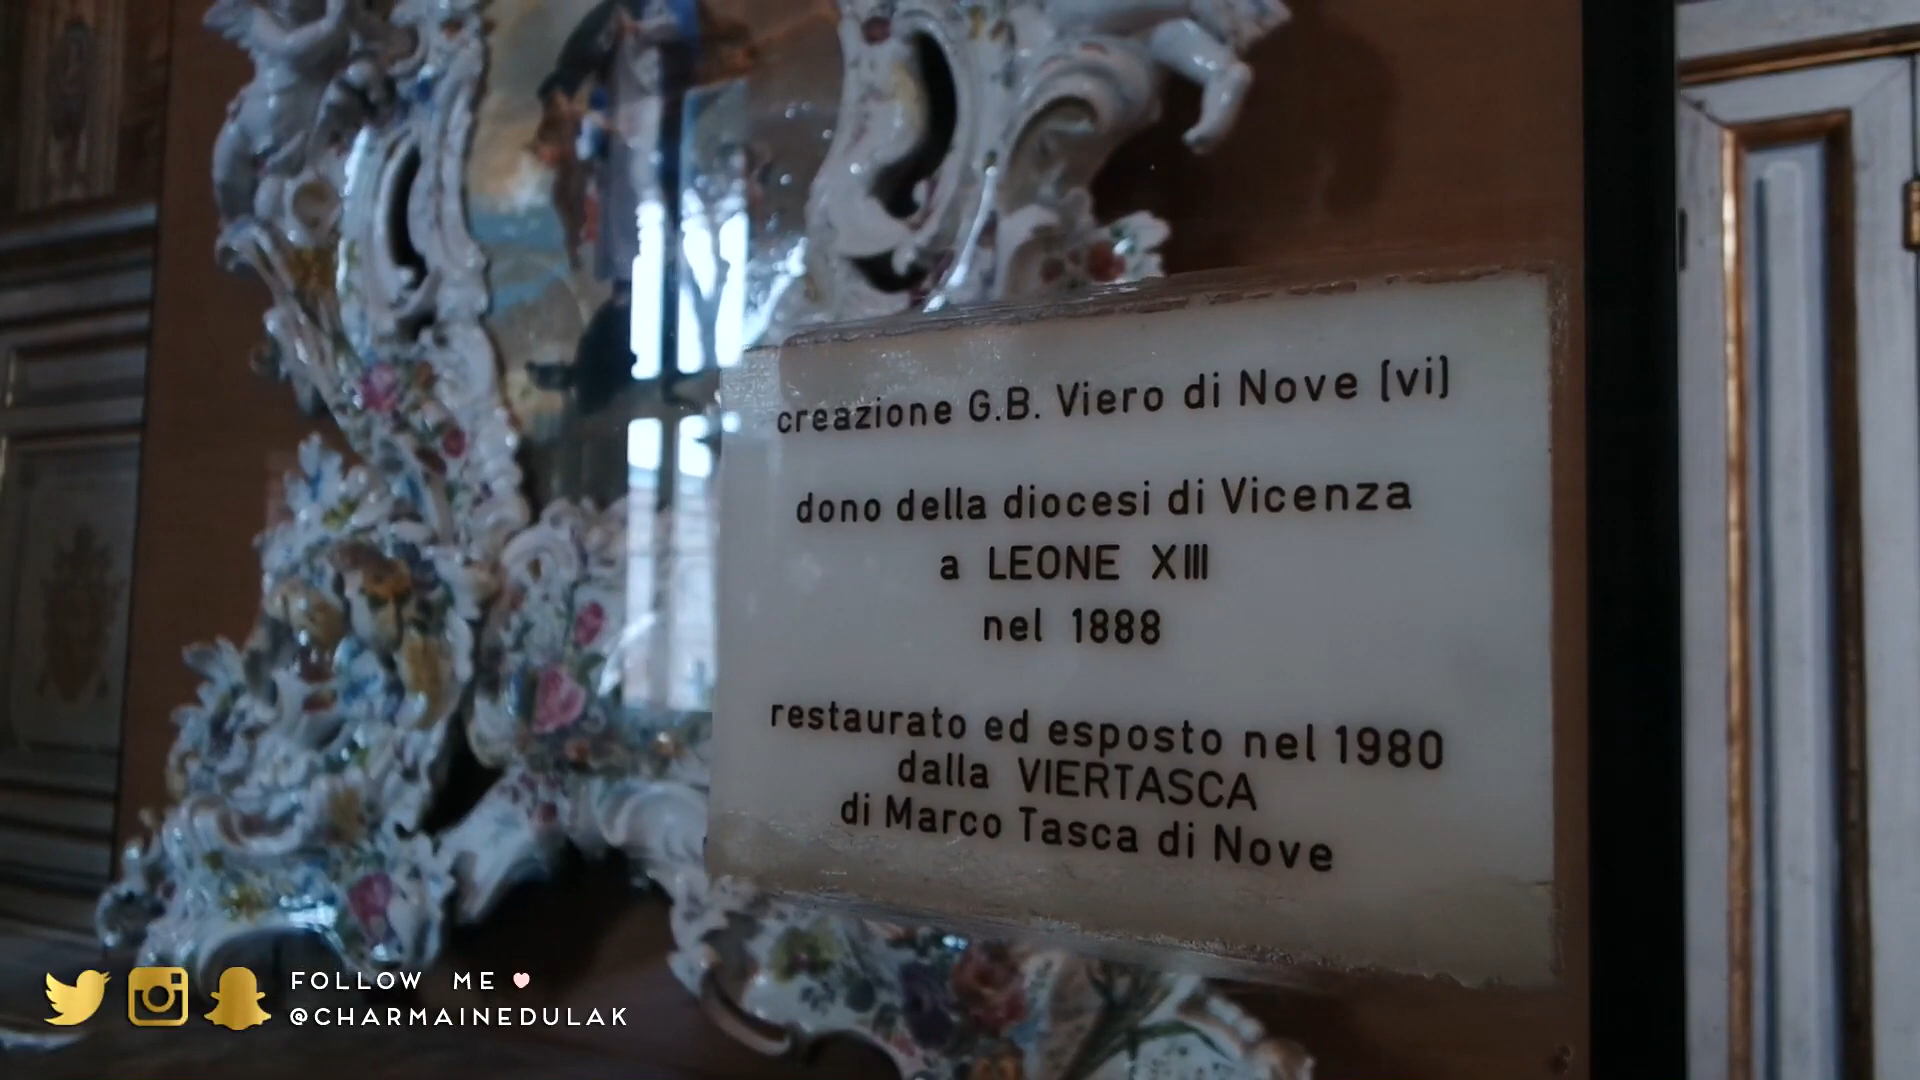 creazione G.B. Viero di Nove (vi)
dono della diocesi di Vicenza
a LEONE XIII
nel 1888
restaurato ed esposto nel 1980
dalla VIERTASCA
di Marco Tasca di Nove
FOLLOW ME
@CHARMAINEDULAK